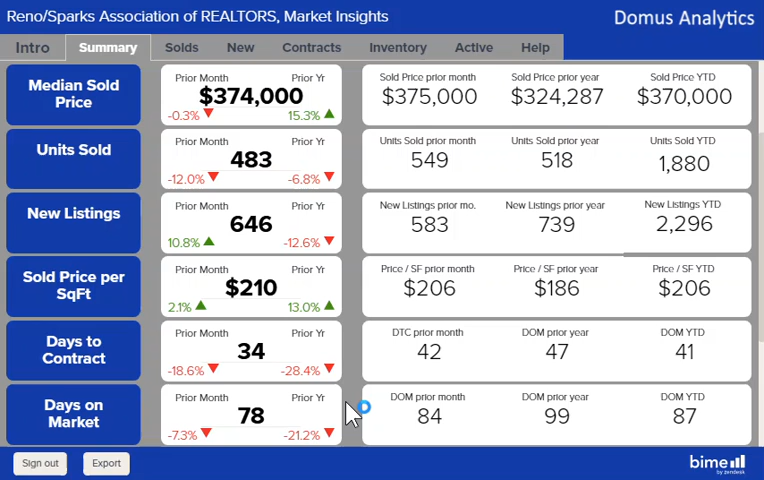 Reno/Sparks Association of REALTORS, Market Insights
Domus Analytics
Intro Summary Solds New Contracts Inventory Active Help
Median Sold Price
Prior Month Prior Yr
$374,000
-0.3% 15.3%
Sold Price prior month Sold Price prior year Sold Price YTD
$375,000 $324,287 $370,000
Units Sold
Prior Month Prior Yr
483
-12.0% -6.8%
Units Sold prior month Units Sold prior year Units Sold YTD
549 518 1,880
New Listings
Prior Month Prior Yr
646
10.8% -12.6%
New Listings prior mo. New Listings prior year New Listings YTD
583 739 2,296
Sold Price per SqFt
Prior Month Prior Yr
$210
2.1% 13.0%
Price / SF prior month Price / SF prior year Price / SF YTD
$206 $186 $206
Days to Contract
Prior Month Prior Yr
34
-18.6% -28.4%
DTC prior month DOM prior year DOM YTD
42 47 41
Days on Market
Prior Month Prior Yr
78
-7.3% -21.2%
DOM prior month DOM prior year DOM YTD
84 99 87
Sign out Export
bime
by zendesk